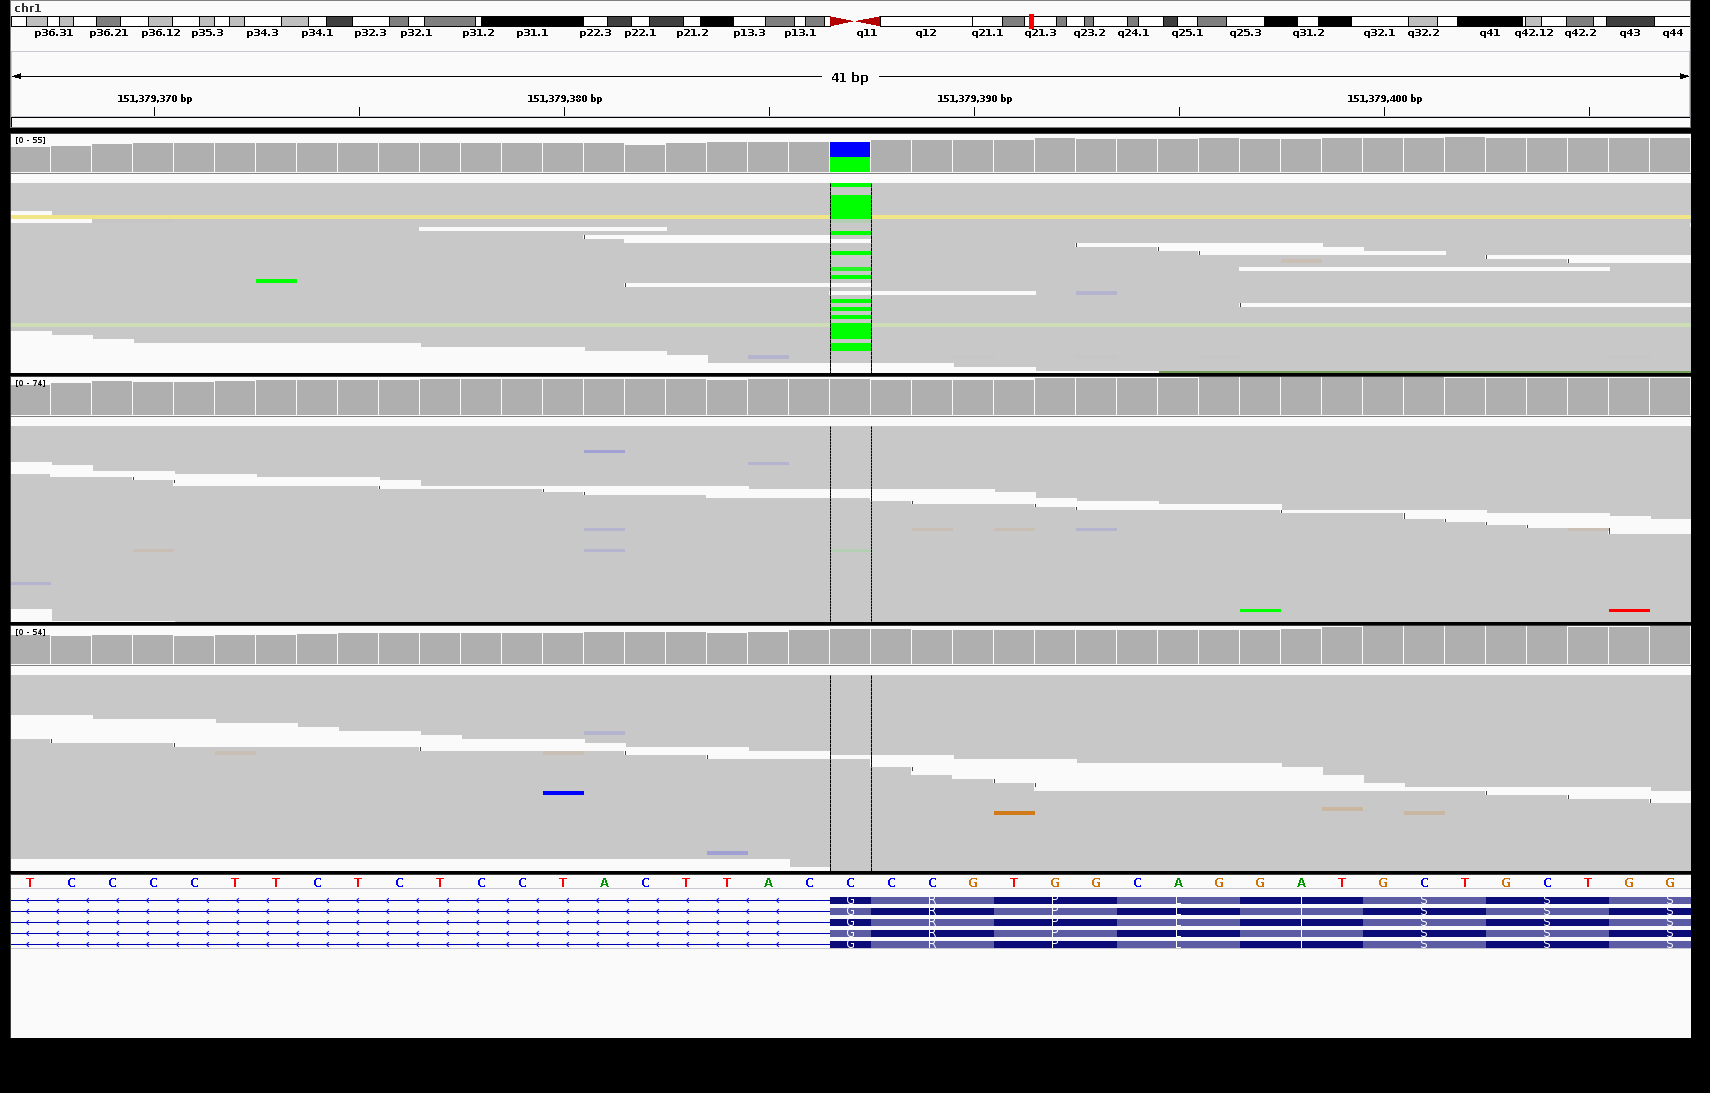 chr1
p36.31 p36.21 p36.12 p35.3 p34.3 p34.1 p32.3 p32.1 p31.2 p31.1 p22.3 p22.1 p21.2 p13.3 p13.1 q11 q12 q21.1 q21.3 q23.2 q24.1 q25.1 q25.3 q31.2 q32.1 q32.2 q41 q42.12 q42.2 q43 q44
41 bp
151,379,370 bp 151,379,380 bp 151,379,390 bp 151,379,400 bp
[0 - 55]
[0 - 74]
[0 - 54]
T C C C C T T C T C T C C T A C T T A C C C C G T G G C A G G A T G C T G C T G G
G R P L I S S S
G R P L I S S S
G R P L I S S S
G R P L I S S S
G R P L I S S S